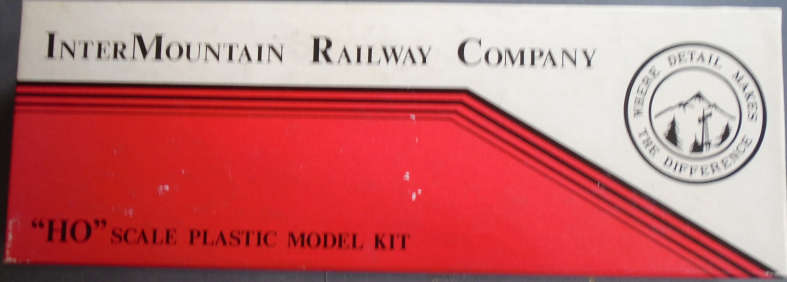 InterMountain Railway Company
WHERE DETAIL MAKES
THE DIFFERENCE
"HO" SCALE PLASTIC MODEL KIT